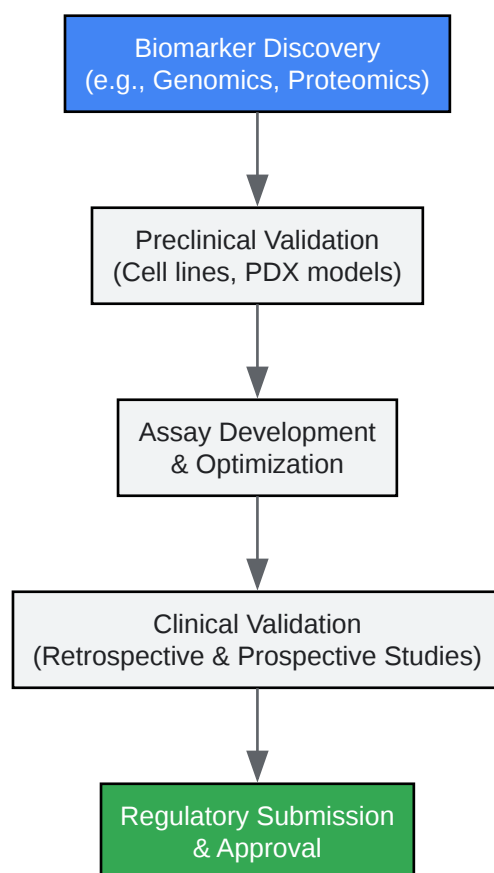 Biomarker Discovery
(e.g., Genomics, Proteomics)
Preclinical Validation
(Cell lines, PDX models)
Assay Development
& Optimization
Clinical Validation
(Retrospective & Prospective Studies)
Regulatory Submission
& Approval